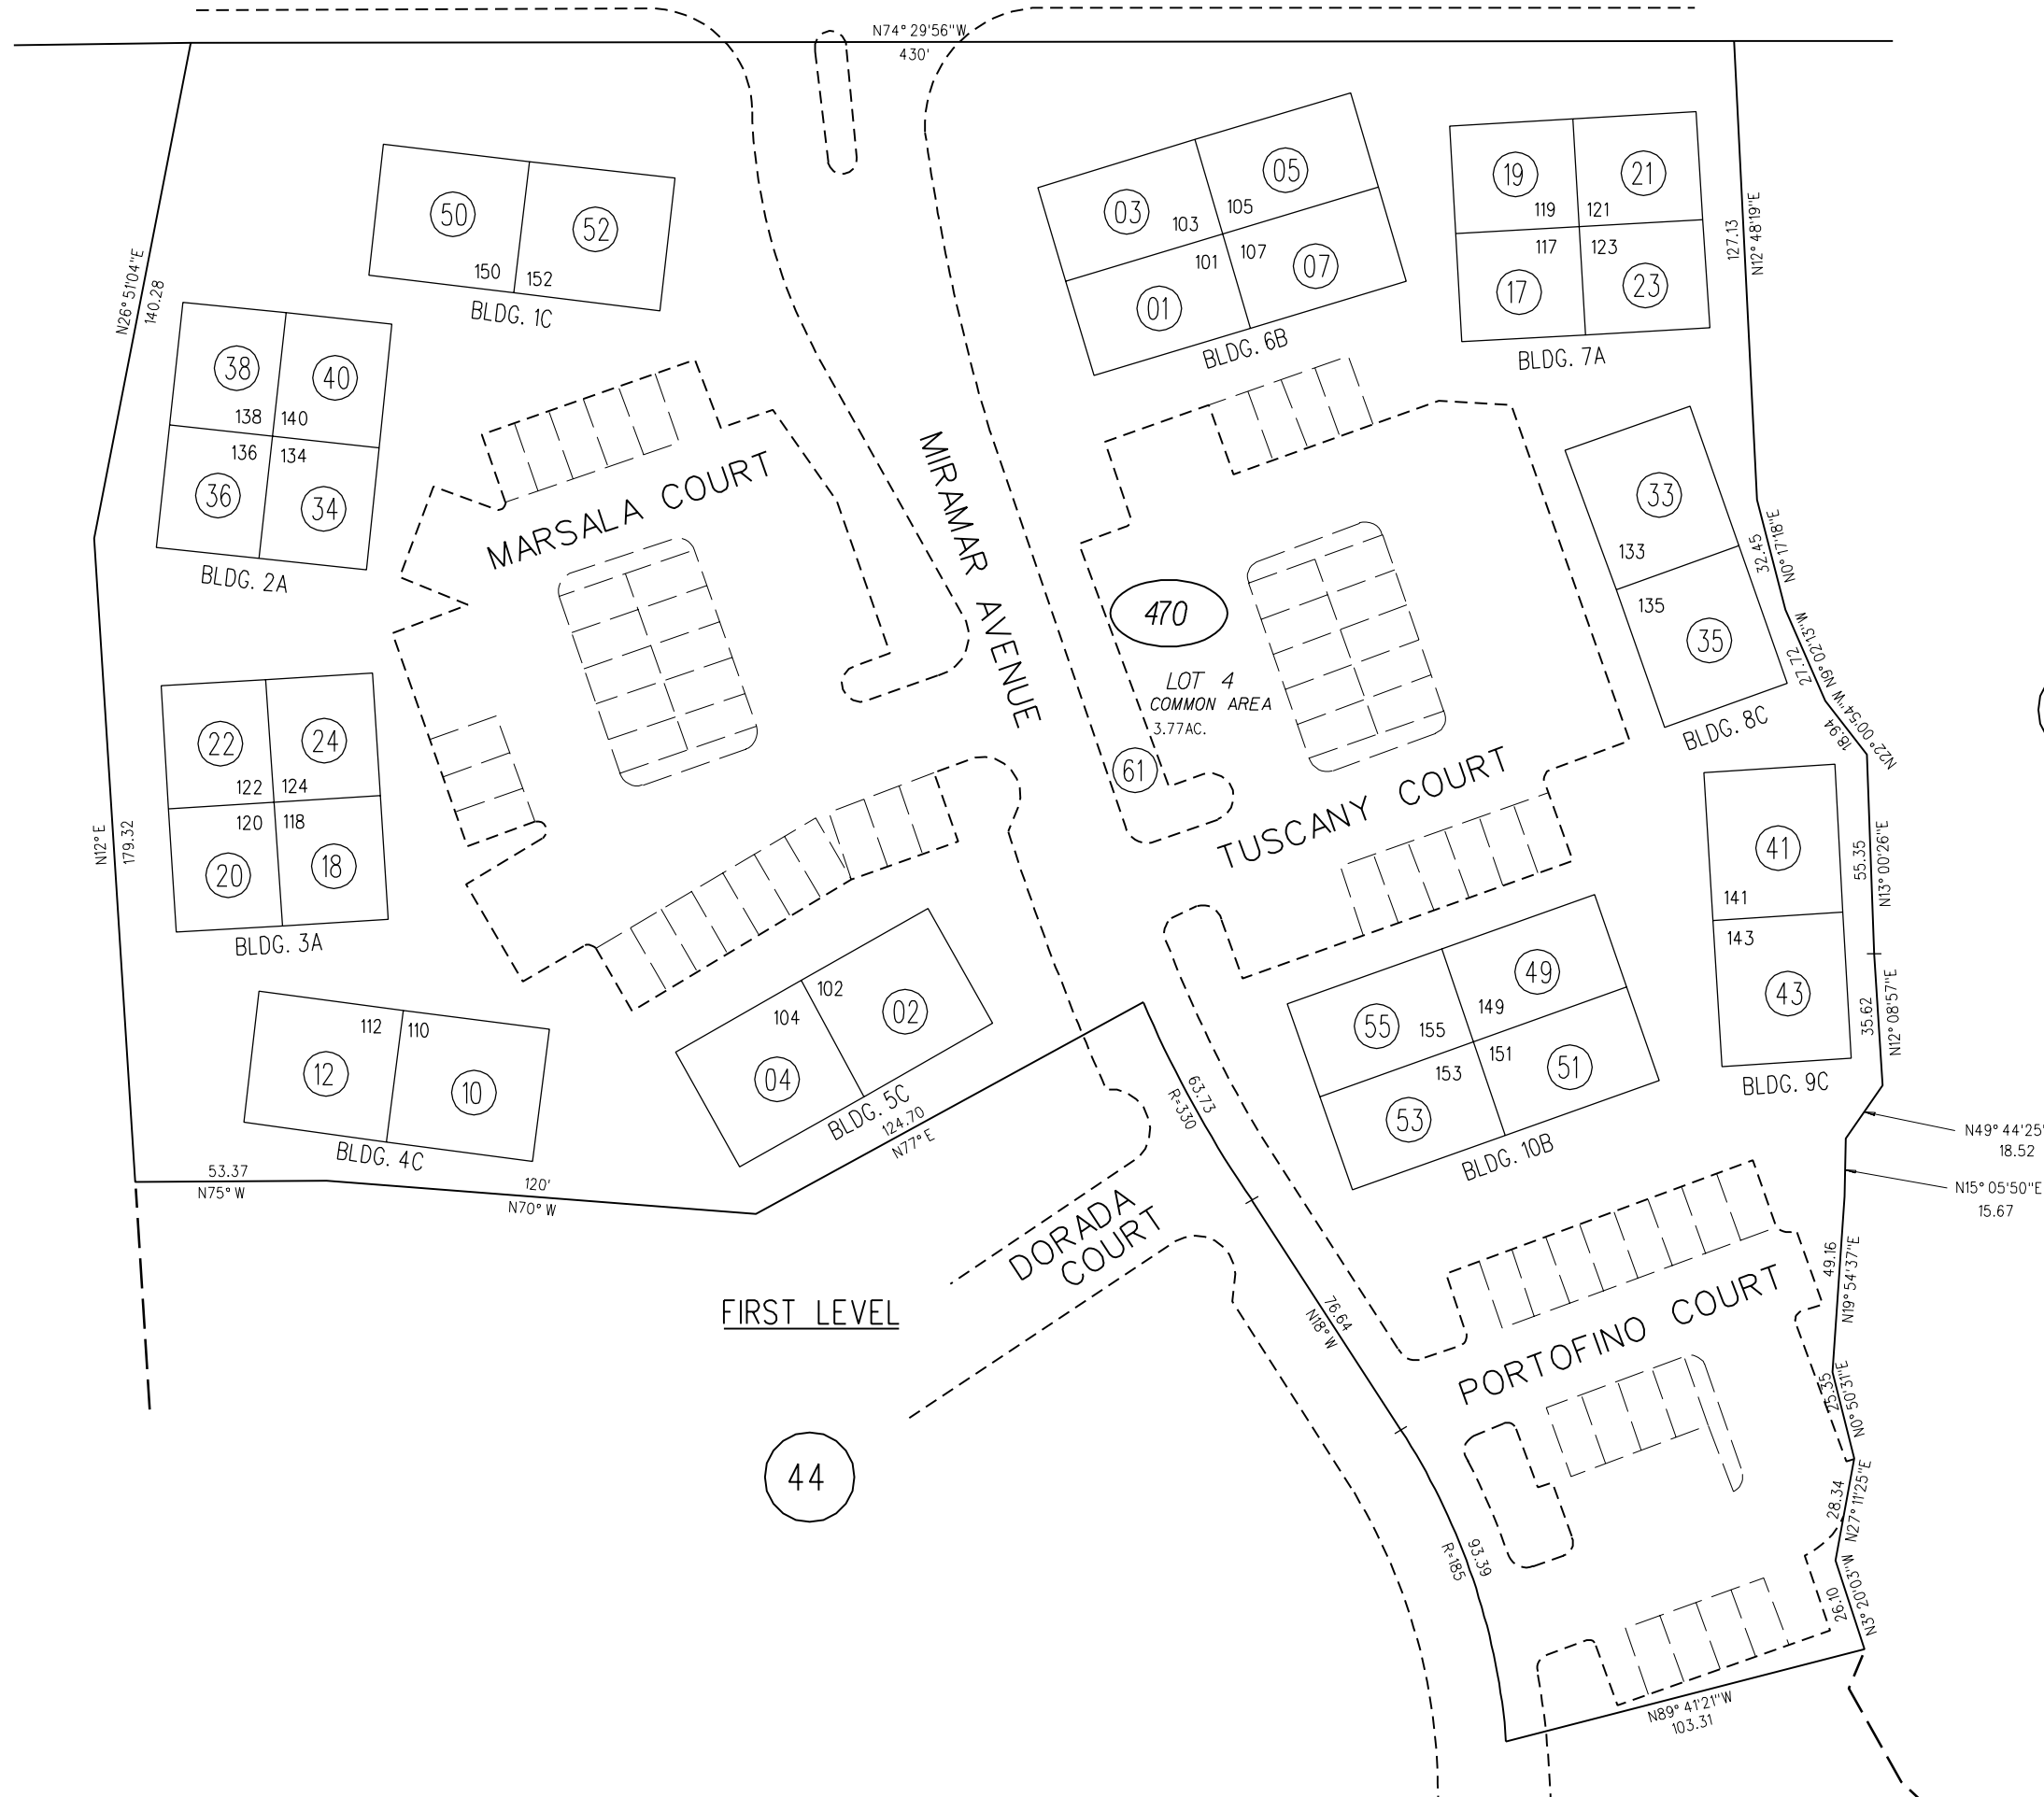 N74° 29'56"W
430'
N26° 51'04"E
140.28
50
52
150
152
BLDG. 1C
03
05
103
105
101
107
01
07
BLDG. 6B
19
21
119
121
117
123
17
23
BLDG. 7A
127.13
N12° 48'19"E
38
40
138
140
136
134
36
34
BLDG. 2A
MARSALA COURT
MIRAMAR AVENUE
470
LOT 4
COMMON AREA
3.77AC.
61
33
133
135
35
BLDG. 8C
32.45
N0° 17'18"E
27.72
N9° 02'13"W
18.94
N22° 00'54"W
22
24
122
124
120
118
20
18
BLDG. 3A
N12° E
179.32
TUSCANY COURT
41
141
143
43
BLDG. 9C
55.35
N13° 00'26"E
35.62
N12° 08'57"E
112
110
12
10
BLDG. 4C
102
104
02
04
BLDG. 5C
124.70
N77° E
53.37
N75° W
120'
N70° W
49
55
149
155
151
153
51
53
BLDG. 10B
63.73
R=330
N49° 44'25"
18.52
N15° 05'50"E
15.67
DORADA
COURT
FIRST LEVEL
76.64
N18° W
PORTOFINO COURT
49.16
N19° 54'37"E
25.35
N0° 50'31"E
44
28.34
N27° 11'25"E
93.39
R=185
26.10
N3° 20'03"W
N89° 41'21"W
103.31